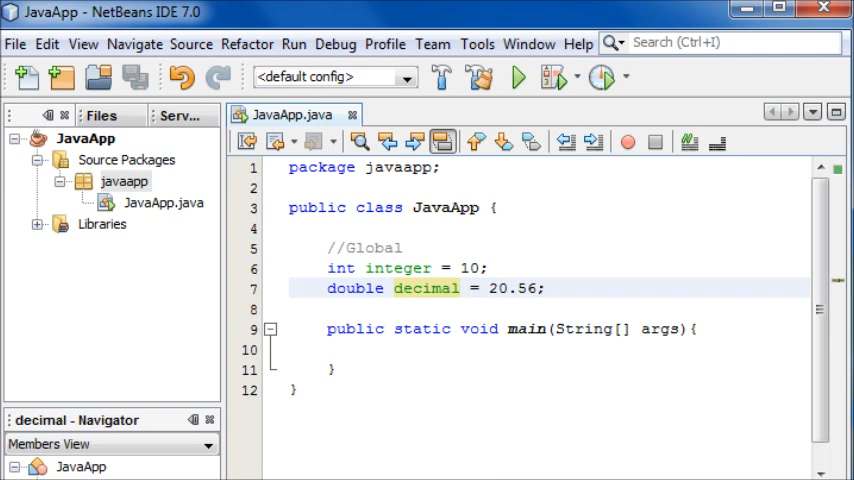 JavaApp - NetBeans IDE 7.0
File Edit View Navigate Source Refactor Run Debug Profile Team Tools Window Help Search (Ctrl+I)
<default config>
Files Serv...
JavaApp.java
JavaApp
Source Packages
javaapp
JavaApp.java
Libraries
1 package javaapp;
2
3 public class JavaApp {
4
5 //Global
6 int integer = 10;
7 double decimal = 20.56;
8
9 public static void main(String[] args){
10
11 }
12 }
decimal - Navigator
Members View
JavaApp